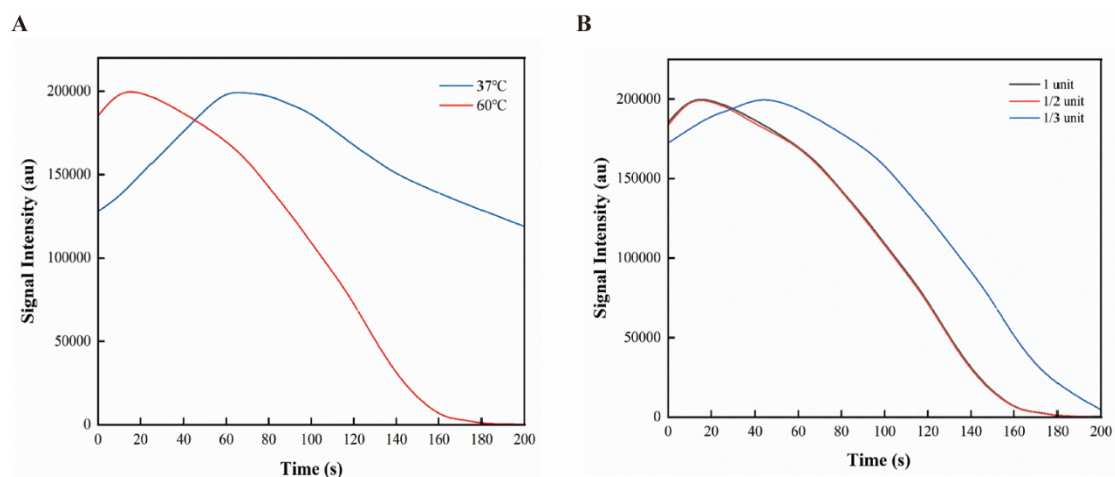 A
37℃
60℃
200000
150000
100000
50000
0
Signal Intensity (au)
0 20 40 60 80 100 120 140 160 180 200
Time (s)
B
1 unit
1/2 unit
1/3 unit
200000
150000
100000
50000
0
Signal Intensity (au)
0 20 40 60 80 100 120 140 160 180 200
Time (s)